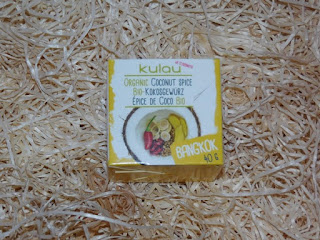 kulau
ORGANIC COCONUT SPICE
BIO-KOKOSGEWÜRZ
ÉPICE DE COCO BIO
BANGKOK
40 G